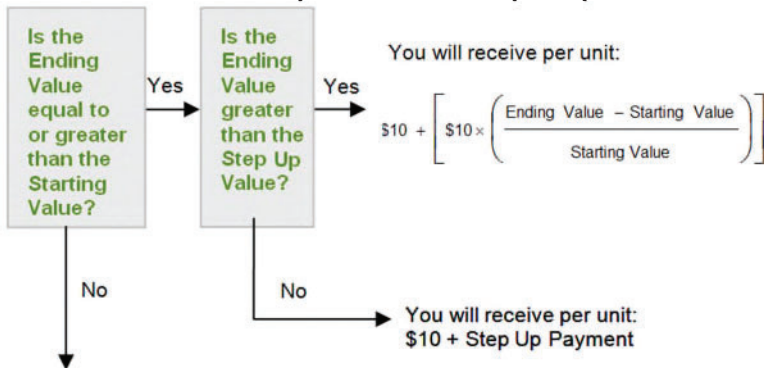 Is the
Ending
Value
equal to
or greater
than the
Starting
Value?
Yes
Is the
Ending
Value
greater
than the
Step Up
Value?
Yes
You will receive per unit:
$10 + [ $10 × ( Ending Value – Starting Value
Starting Value ) ]
No
No
You will receive per unit:
$10 + Step Up Payment